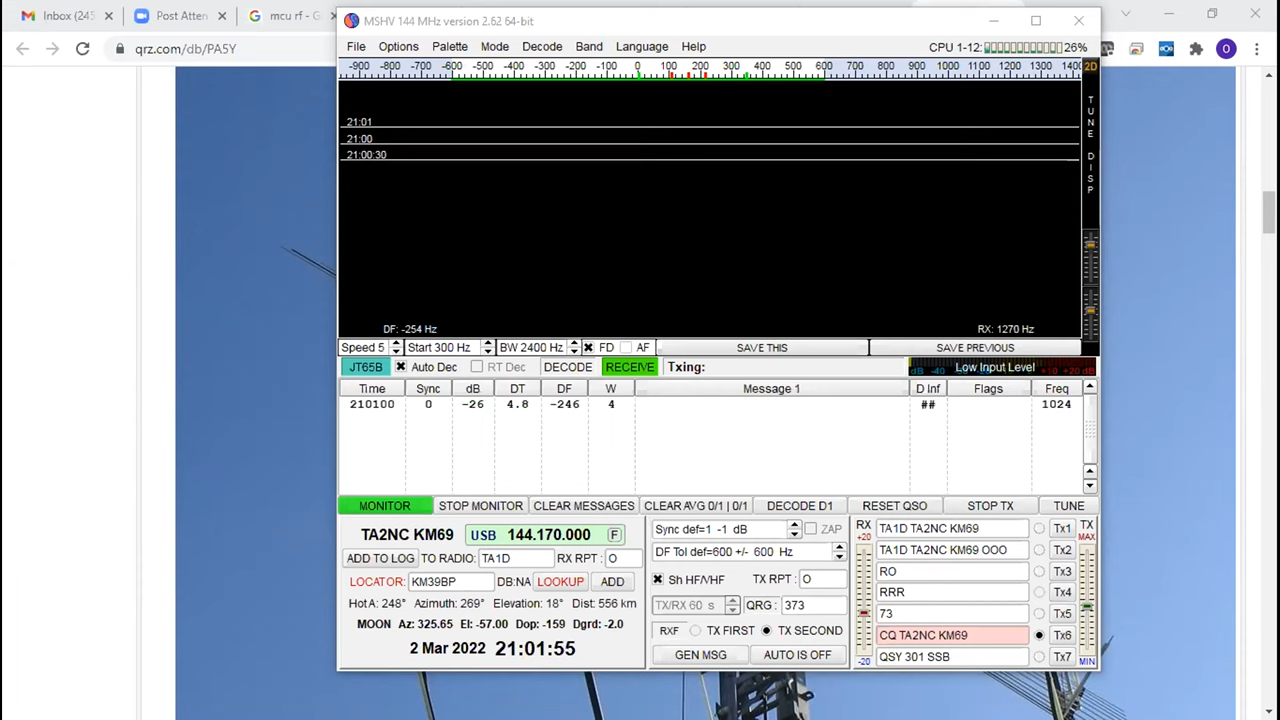 Inbox (245
Post Atten
mcu rf - G
qrz.com/db/PA5Y
O
MSHV 144 MHz version 2.62 64-bit
File Options Palette Mode Decode Band Language Help
CPU 1-12: 26%
-900 -800 -700 -600 -500 -400 -300 -200 -100 0 100 200 300 400 500 600 700 800 900 1000 1100 1200 1300 1400
2D
TUNE DISP
21:01
21:00
21:00:30
DF: -254 Hz
RX: 1270 Hz
Speed 5 Start 300 Hz BW 2400 Hz FD AF SAVE THIS SAVE PREVIOUS
JT65B Auto Dec RT Dec DECODE RECEIVE Txing:
dB -40 Low Input Level +10 +20 dB
Time Sync dB DT DF W Message 1 D Inf Flags Freq
210100 0 -26 4.8 -246 4 ## 1024
MONITOR STOP MONITOR CLEAR MESSAGES CLEAR AVG 0/1 | 0/1 DECODE D1 RESET QSO STOP TX TUNE
TA2NC KM69 USB 144.170.000 F
ADD TO LOG TO RADIO: TA1D RX RPT: O
LOCATOR: KM39BP DB:NA LOOKUP ADD
Hot A: 248° Azimuth: 269° Elevation: 18° Dist: 556 km
MOON Az: 325.65 El: -57.00 Dop: -159 Dgrd: -2.0
2 Mar 2022 21:01:55
Sync def=1 -1 dB ZAP
DF Tol def=600 +/- 600 Hz
Sh HF/VHF TX RPT: O
TX/RX 60 s QRG: 373
RXF TX FIRST TX SECOND
GEN MSG AUTO IS OFF
RX
+20
-20
TA1D TA2NC KM69 Tx1
TA1D TA2NC KM69 OOO Tx2
RO Tx3
RRR Tx4
73 Tx5
CQ TA2NC KM69 Tx6
QSY 301 SSB Tx7
TX
MAX
MIN